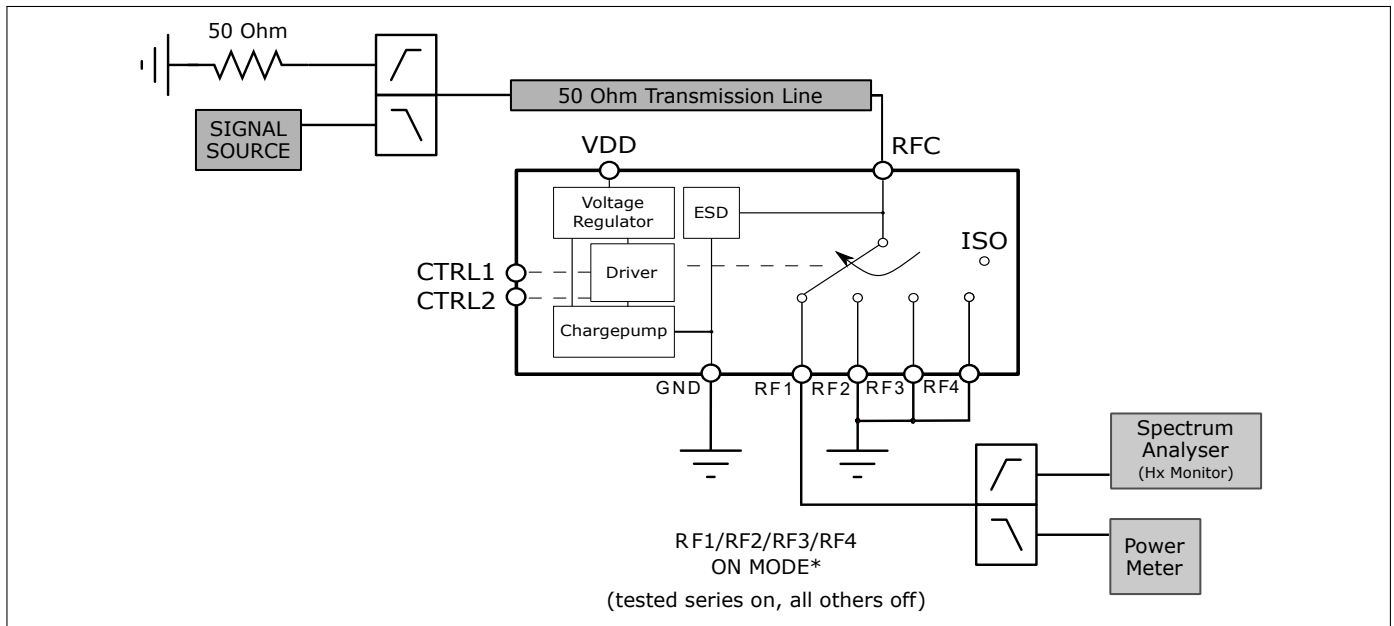 50 Ohm
SIGNAL
SOURCE
50 Ohm Transmission Line
VDD
RFC
Voltage
Regulator
ESD
ISO
CTRL1
CTRL2
Driver
Chargepump
GND
RF1
RF2
RF3
RF4
Spectrum
Analyser
(Hx Monitor)
Power
Meter
RF1/RF2/RF3/RF4
ON MODE*
(tested series on, all others off)